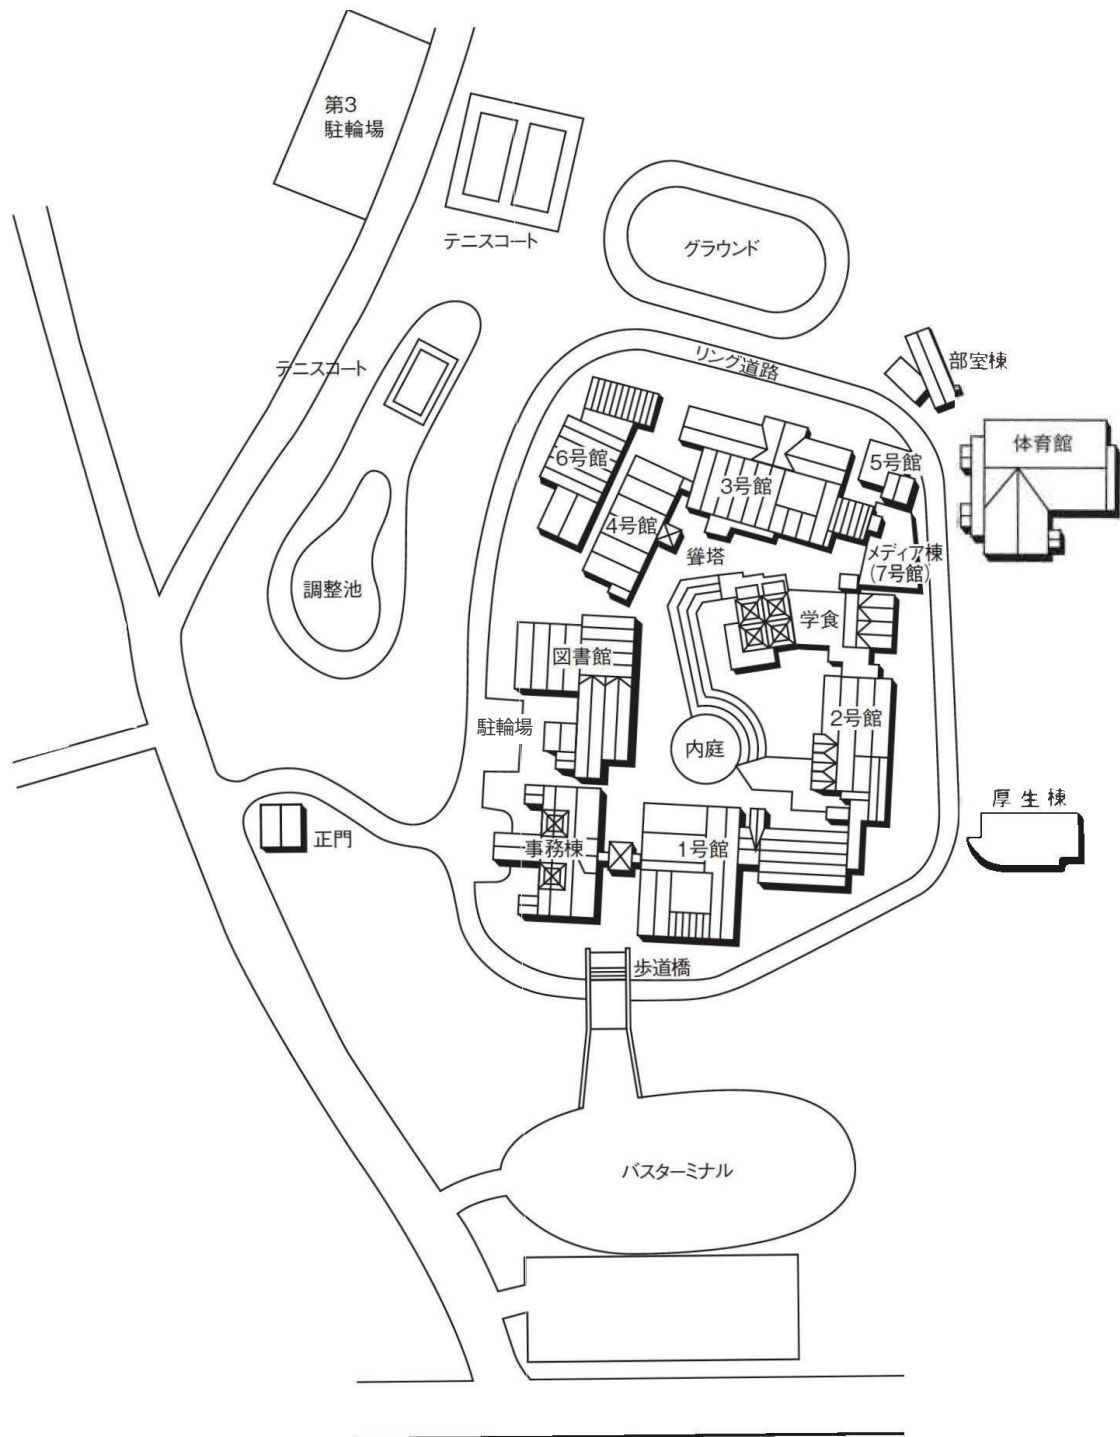 第3
駐輪場
テニスコート
グラウンド
リング道路
部室棟
テニスコート
体育館
6号館
5号館
3号館
4号館
聳塔
メディア棟
(7号館)
調整池
学食
図書館
2号館
駐輪場
内庭
厚生棟
正門
事務棟
1号館
歩道橋
バスターミナル